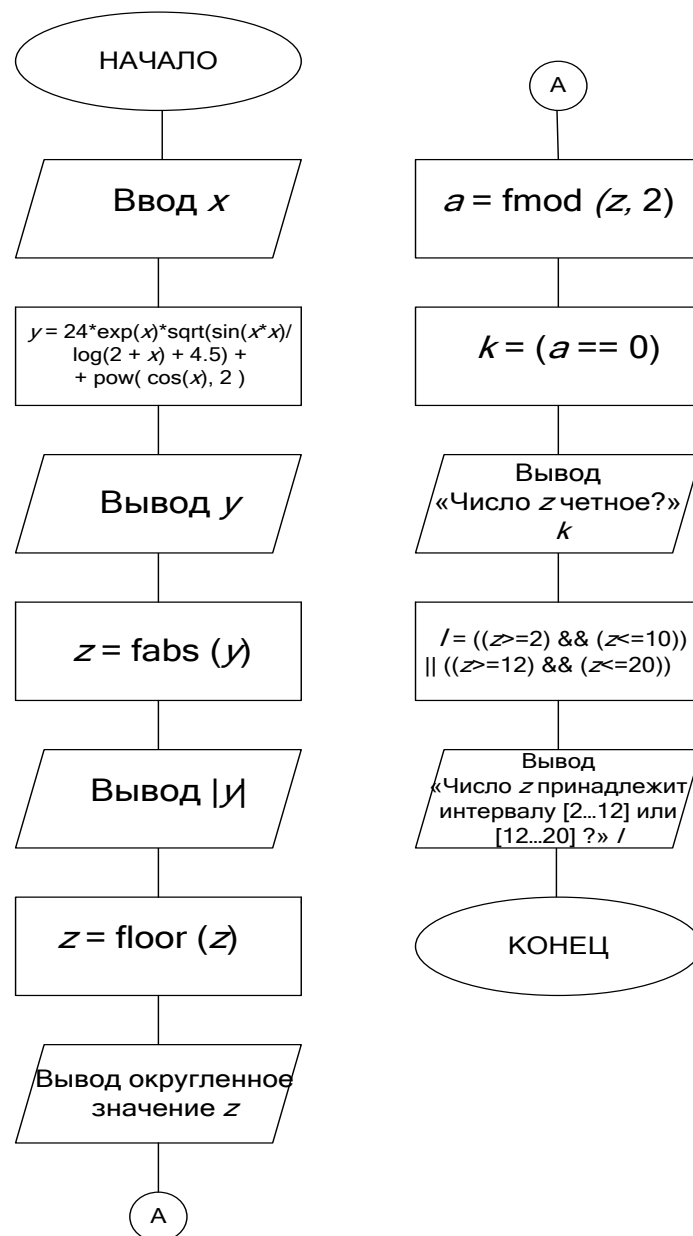 НАЧАЛО
Ввод x
y = 24*exp(x)*sqrt(sin(x*x)/
log(2 + x) + 4.5) +
+ pow( cos(x), 2 )
Вывод y
z = fabs (y)
Вывод |y|
z = floor (z)
Вывод округленное
значение z
А
А
a = fmod (z, 2)
k = (a == 0)
Вывод
«Число z четное?»
k
l = ((z>=2) && (z<=10))
|| ((z>=12) && (z<=20))
Вывод
«Число z принадлежит
интервалу [2...12] или
[12...20] ?» l
КОНЕЦ